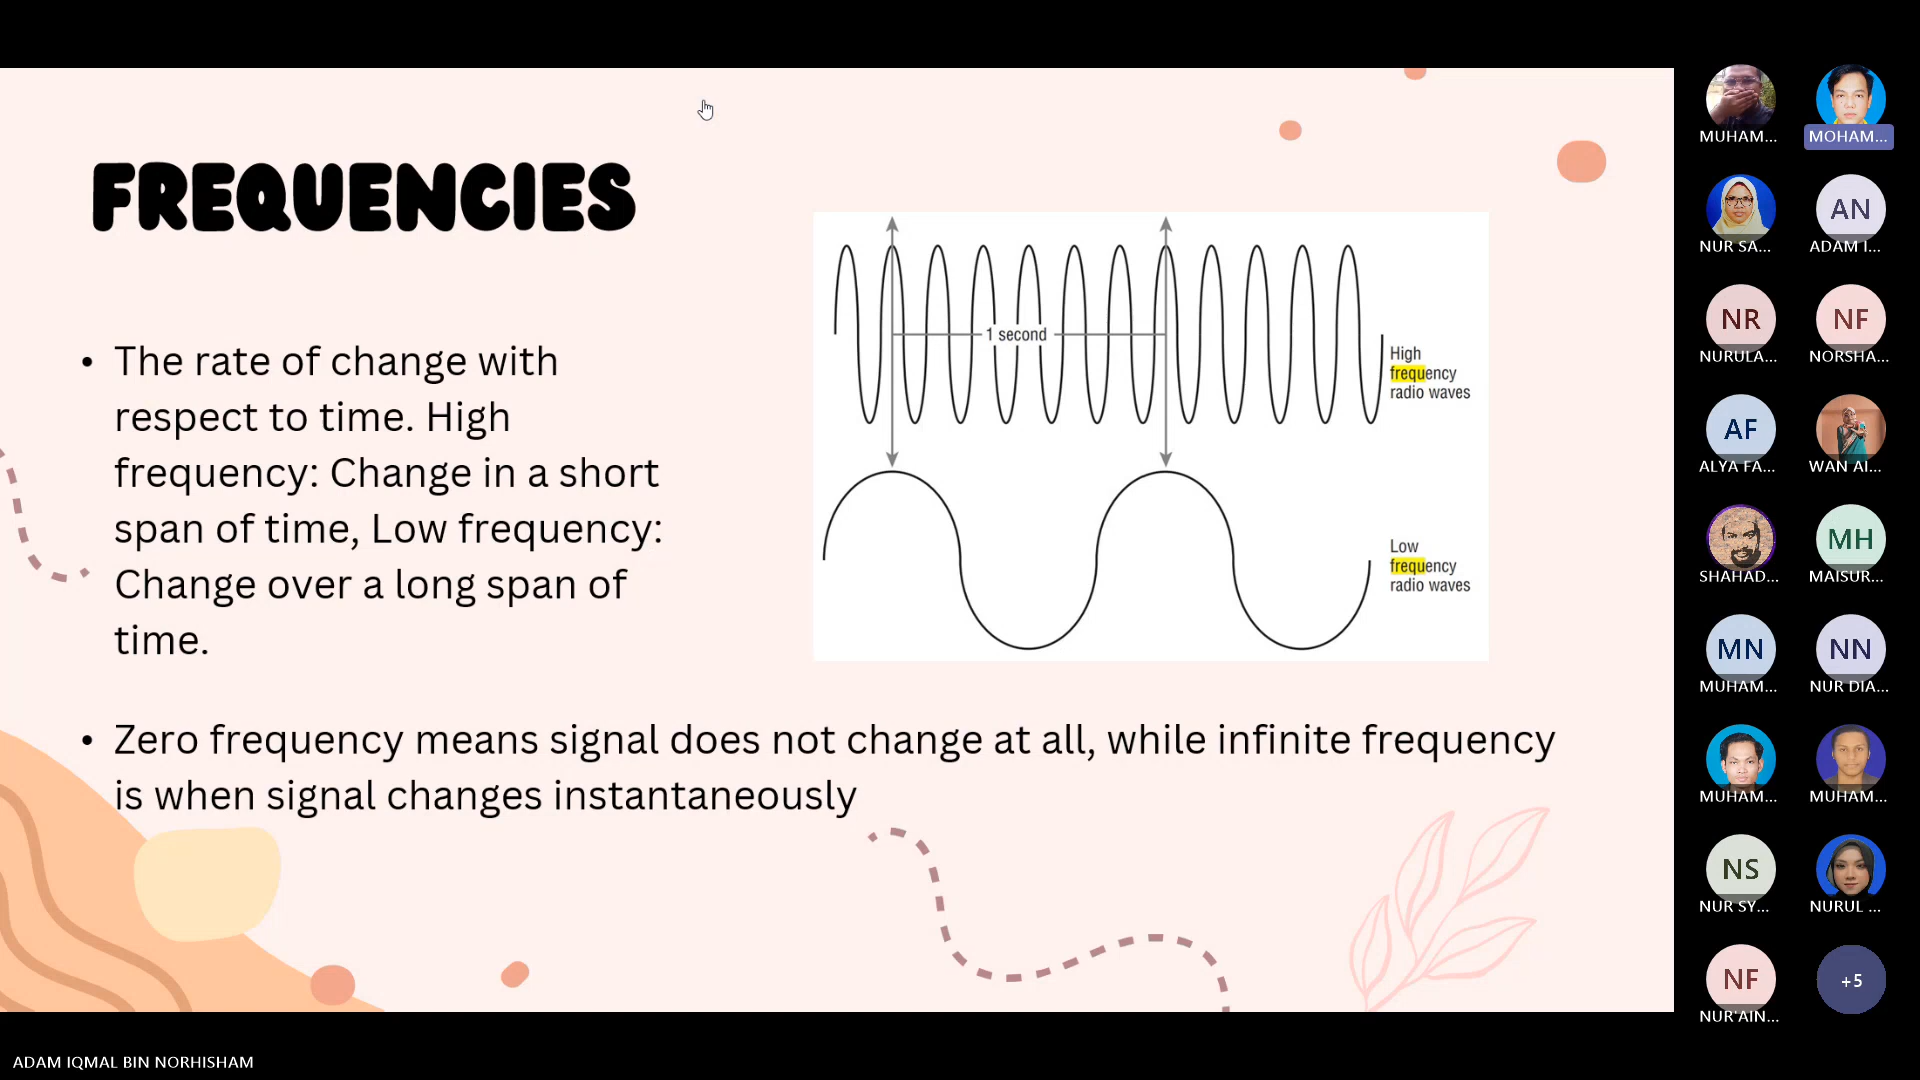 FREQUENCIES
• The rate of change with
respect to time. High
frequency: Change in a short
span of time, Low frequency:
Change over a long span of
time.
1 second
High
frequency
radio waves
Low
frequency
radio waves
• Zero frequency means signal does not change at all, while infinite frequency
is when signal changes instantaneously
MUHAM...
MOHAM...
NUR SA...
AN
ADAM I...
NR
NURULA...
NF
NORSHA...
AF
ALYA FA...
WAN AI...
SHAHAD...
MH
MAISUR...
MN
MUHAM...
NN
NUR DIA...
MUHAM...
MUHAM...
NS
NUR SY...
NURUL ...
NF
NUR'AIN...
+5
ADAM IQMAL BIN NORHISHAM